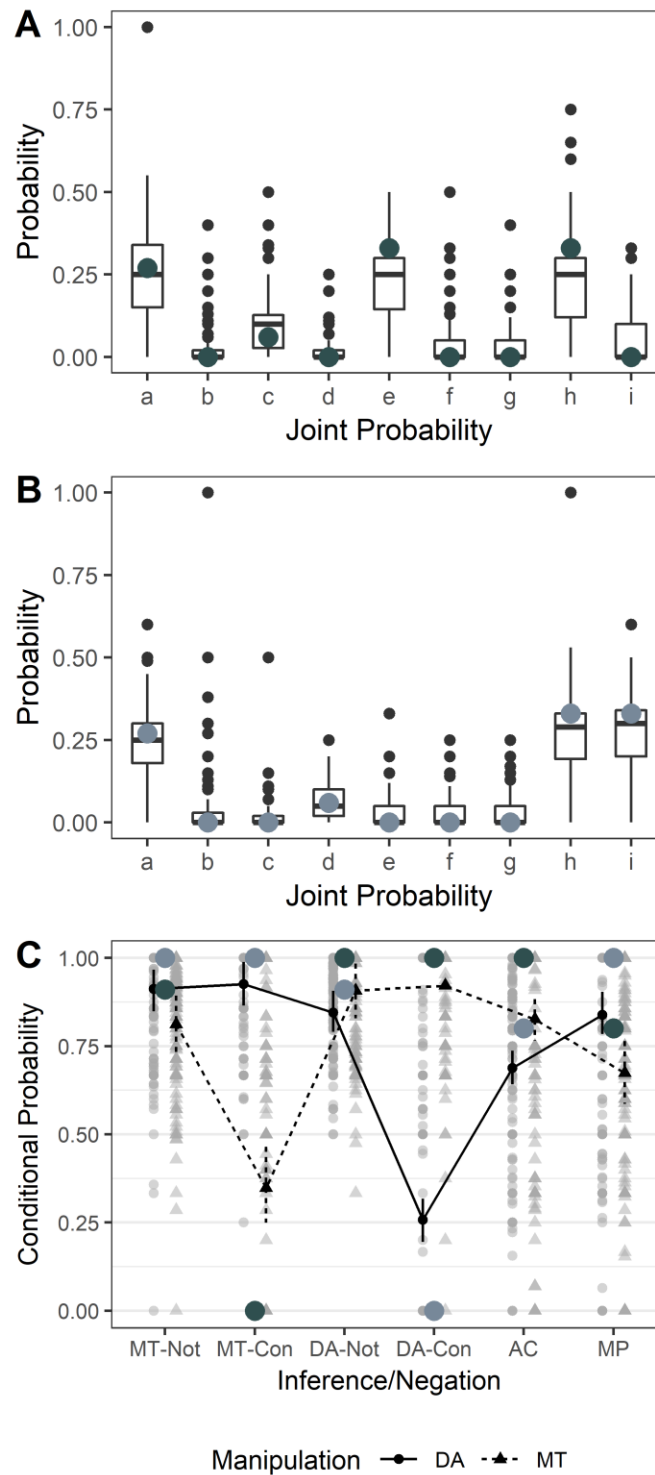 A
1.00
0.75
0.50
0.25
0.00
Probability
a b c d e f g h i
Joint Probability
B
1.00
0.75
0.50
0.25
0.00
Probability
a b c d e f g h i
Joint Probability
C
1.00
0.75
0.50
0.25
0.00
Conditional Probability
MT-Not MT-Con DA-Not DA-Con AC MP
Inference/Negation
Manipulation DA MT